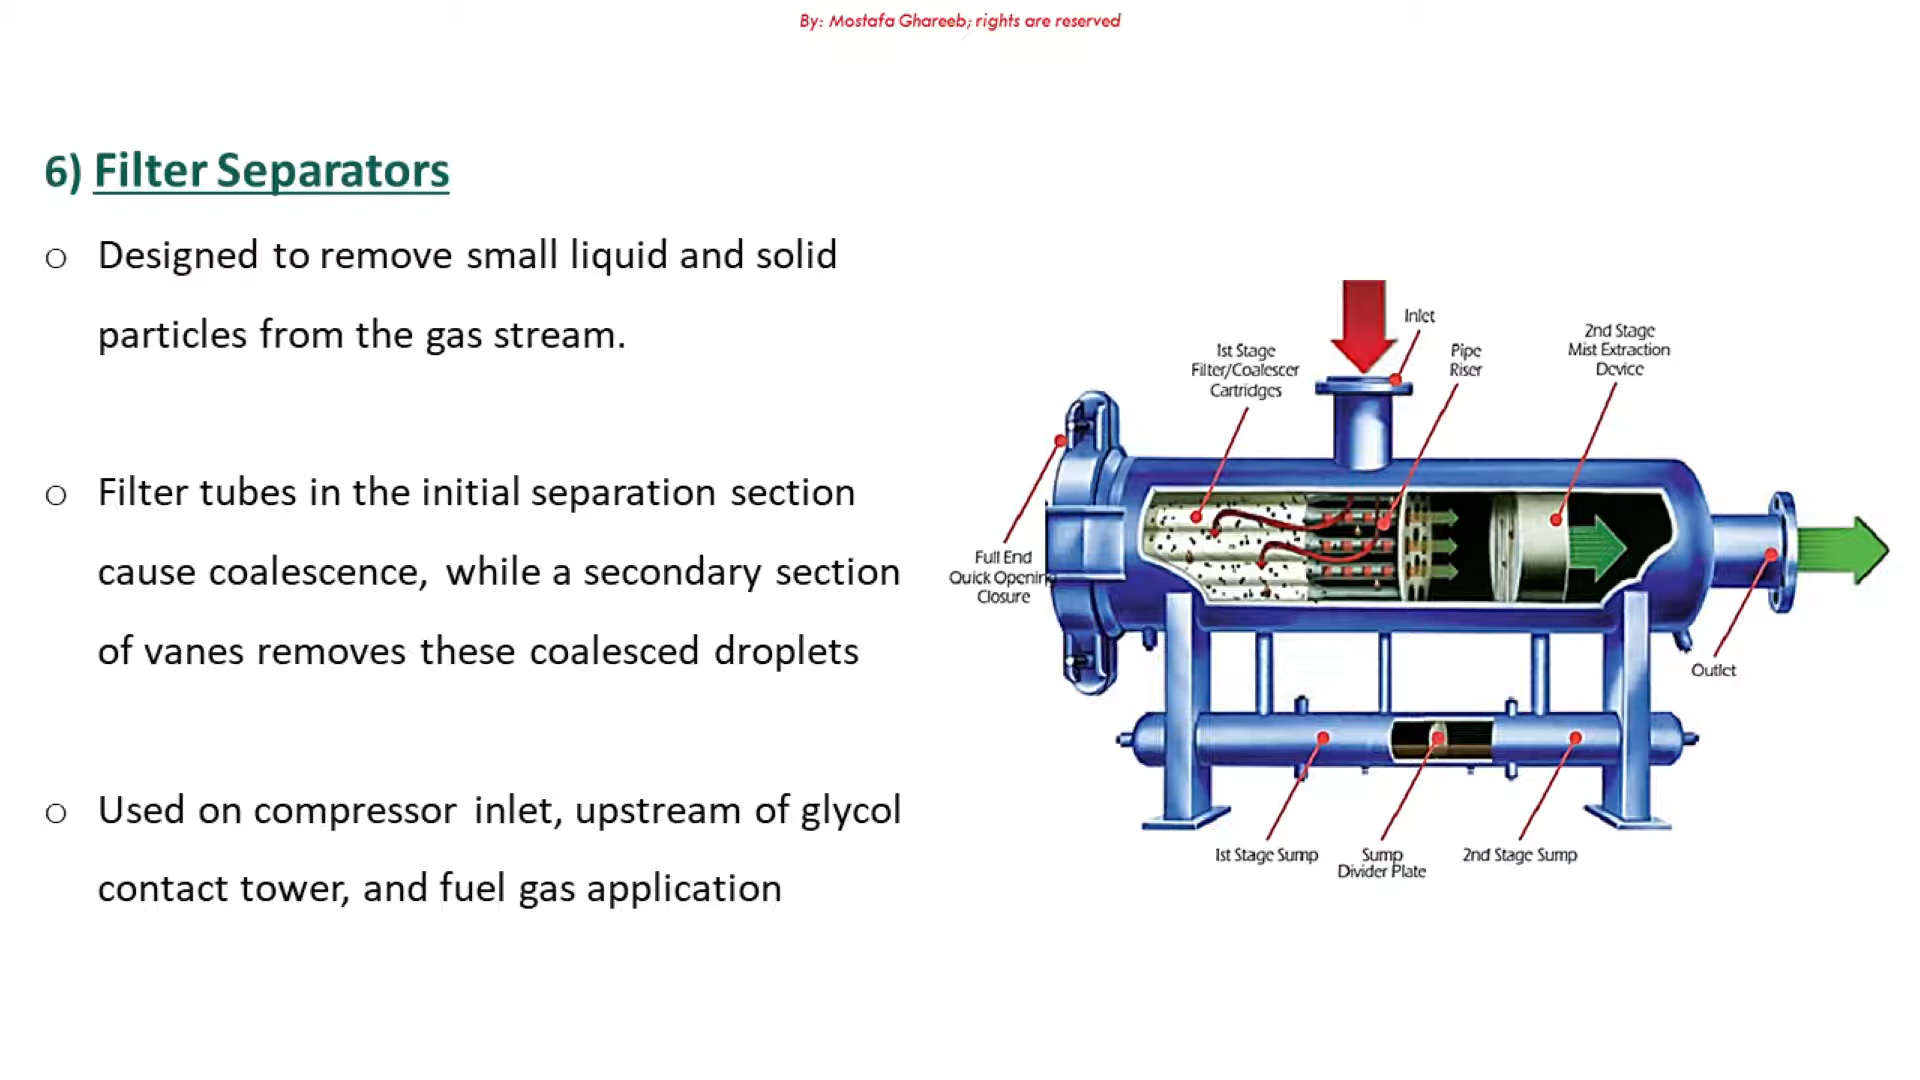 By: Mostafa Ghareeb; rights are reserved
6) Filter Separators
o Designed to remove small liquid and solid
particles from the gas stream.
o Filter tubes in the initial separation section
cause coalescence, while a secondary section
of vanes removes these coalesced droplets
o Used on compressor inlet, upstream of glycol
contact tower, and fuel gas application
Inlet
1st Stage
Filter/Coalescer
Cartridges
Pipe
Riser
2nd Stage
Mist Extraction
Device
Full End
Quick Opening
Closure
Outlet
1st Stage Sump
Sump
Divider Plate
2nd Stage Sump